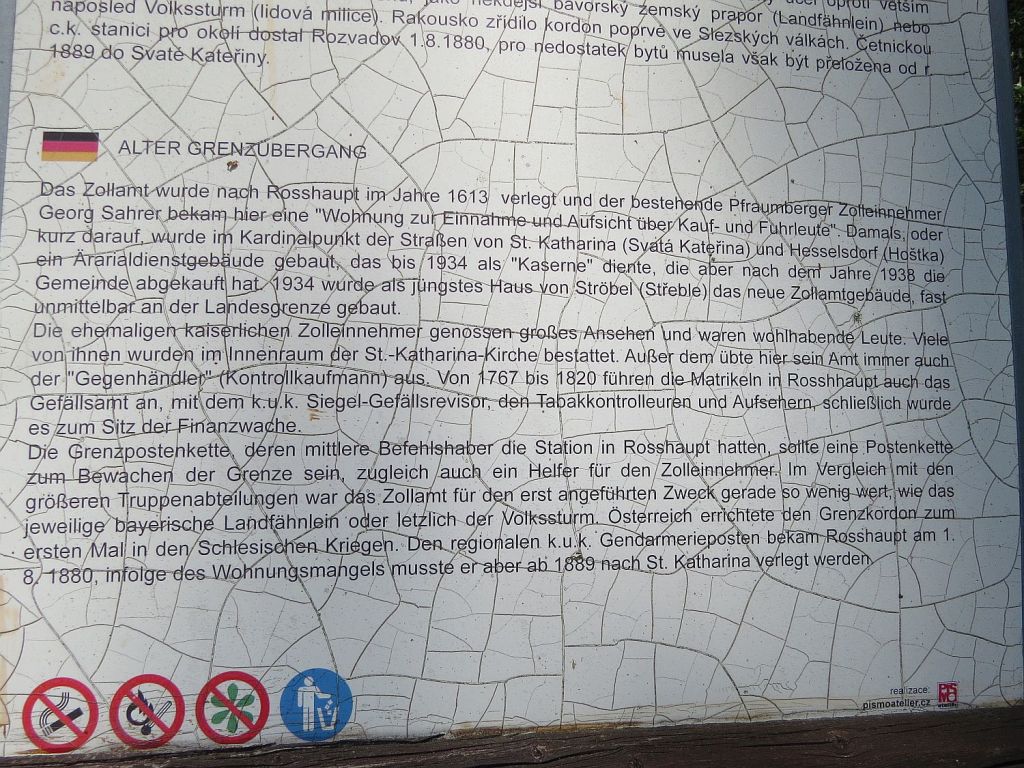 naposled Volkssturm (lidová milice). Rakousko zřídilo kordon poprvé ve Slezských válkách. Četnickou
jako někdejší bavorský zemský prapor (Landfähnlein) nebo
účel oproti větším
c.k. stanici pro okolí dostal Rozvadov 1.8.1880, pro nedostatek bytů musela však být přeložena od r
1889 do Svaté Kateřiny.
ALTER GRENZÜBERGANG
Das Zollamt wurde nach Rosshaupt im Jahre 1613 verlegt und der bestehende Pfraumberger Zolleinnehmer
Georg Sahrer bekam hier eine "Wohnung zur Einnahme und Aufsicht über Kauf- und Fuhrleute". Damals, oder
kurz darauf, wurde im Kardinalpunkt der Straßen von St. Katharina (Svatá Kateřina) und Hesselsdorf (Hoštka)
ein Ärarialdienstgebäude gebaut, das bis 1934 als "Kaserne" diente, die aber nach dem Jahre 1938 die
Gemeinde abgekauft hat. 1934 wurde als jüngstes Haus von Ströbel (Střeble) das neue Zollamtgebäude, fast
unmittelbar an der Landesgrenze gebaut.
Die ehemaligen kaiserlichen Zolleinnehmer genossen großes Ansehen und waren wohlhabende Leute. Viele
von ihnen wurden im Innenraum der St.-Katharina-Kirche bestattet. Außer dem übte hier sein Amt immer auch
der "Gegenhändler" (Kontrollkaufmann) aus. Von 1767 bis 1820 führen die Matrikeln in Rosshhaupt auch das
Gefällsamt an, mit dem k.u.k. Siegel-Gefällsrevisor, den Tabakkontrolleuren und Aufsehern, schließlich wurde
es zum Sitz der Finanzwache.
Die Grenzpostenkette, deren mittlere Befehlshaber die Station in Rosshaupt hatten, sollte eine Postenkette
zum Bewachen der Grenze sein, zugleich auch ein Helfer für den Zolleinnehmer. Im Vergleich mit den
größeren Truppenabteilungen war das Zollamt für den erst angeführten Zweck gerade so wenig wert, wie das
jeweilige bayerische Landfähnlein oder letzlich der Volkssturm. Österreich errichtete den Grenzkordon zum
ersten Mal in den Schlesischen Kriegen. Den regionalen k.u.k. Gendarmerieposten bekam Rosshaupt am 1.
8. 1880, infolge des Wohnungsmangels musste er aber ab 1889 nach St. Katharina verlegt werden.
realizace:
pismoatelier.cz